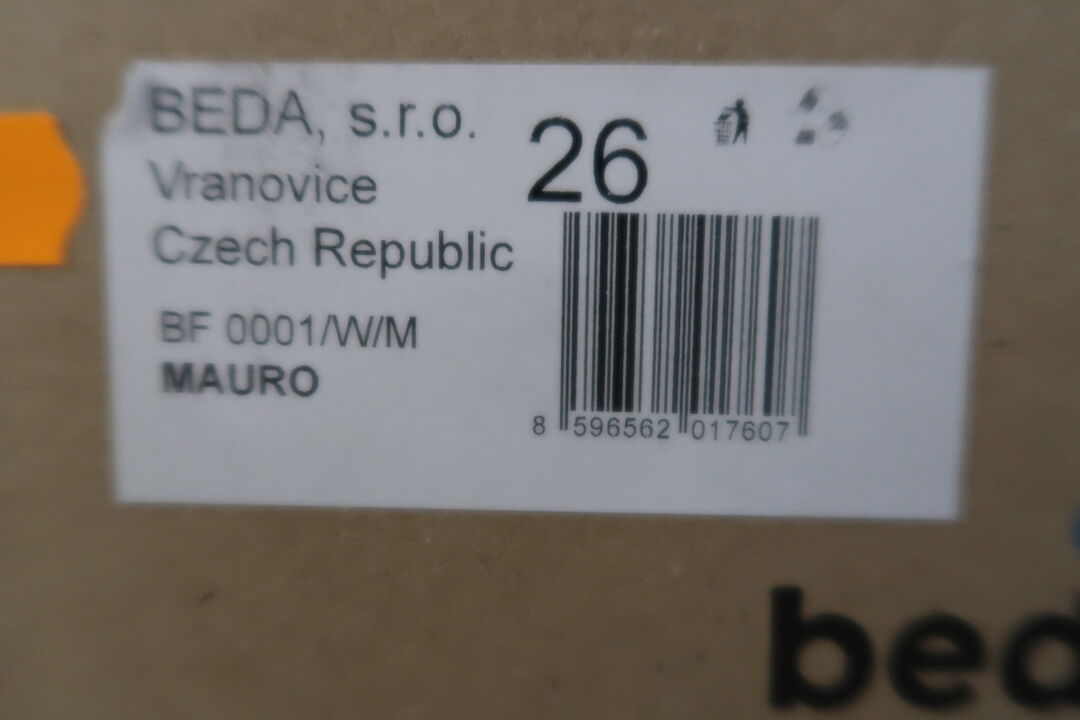 BEDA, s.r.o.
Vranovice
Czech Republic
BF 0001/W/M
MAURO
26
8 596562 017607
bed